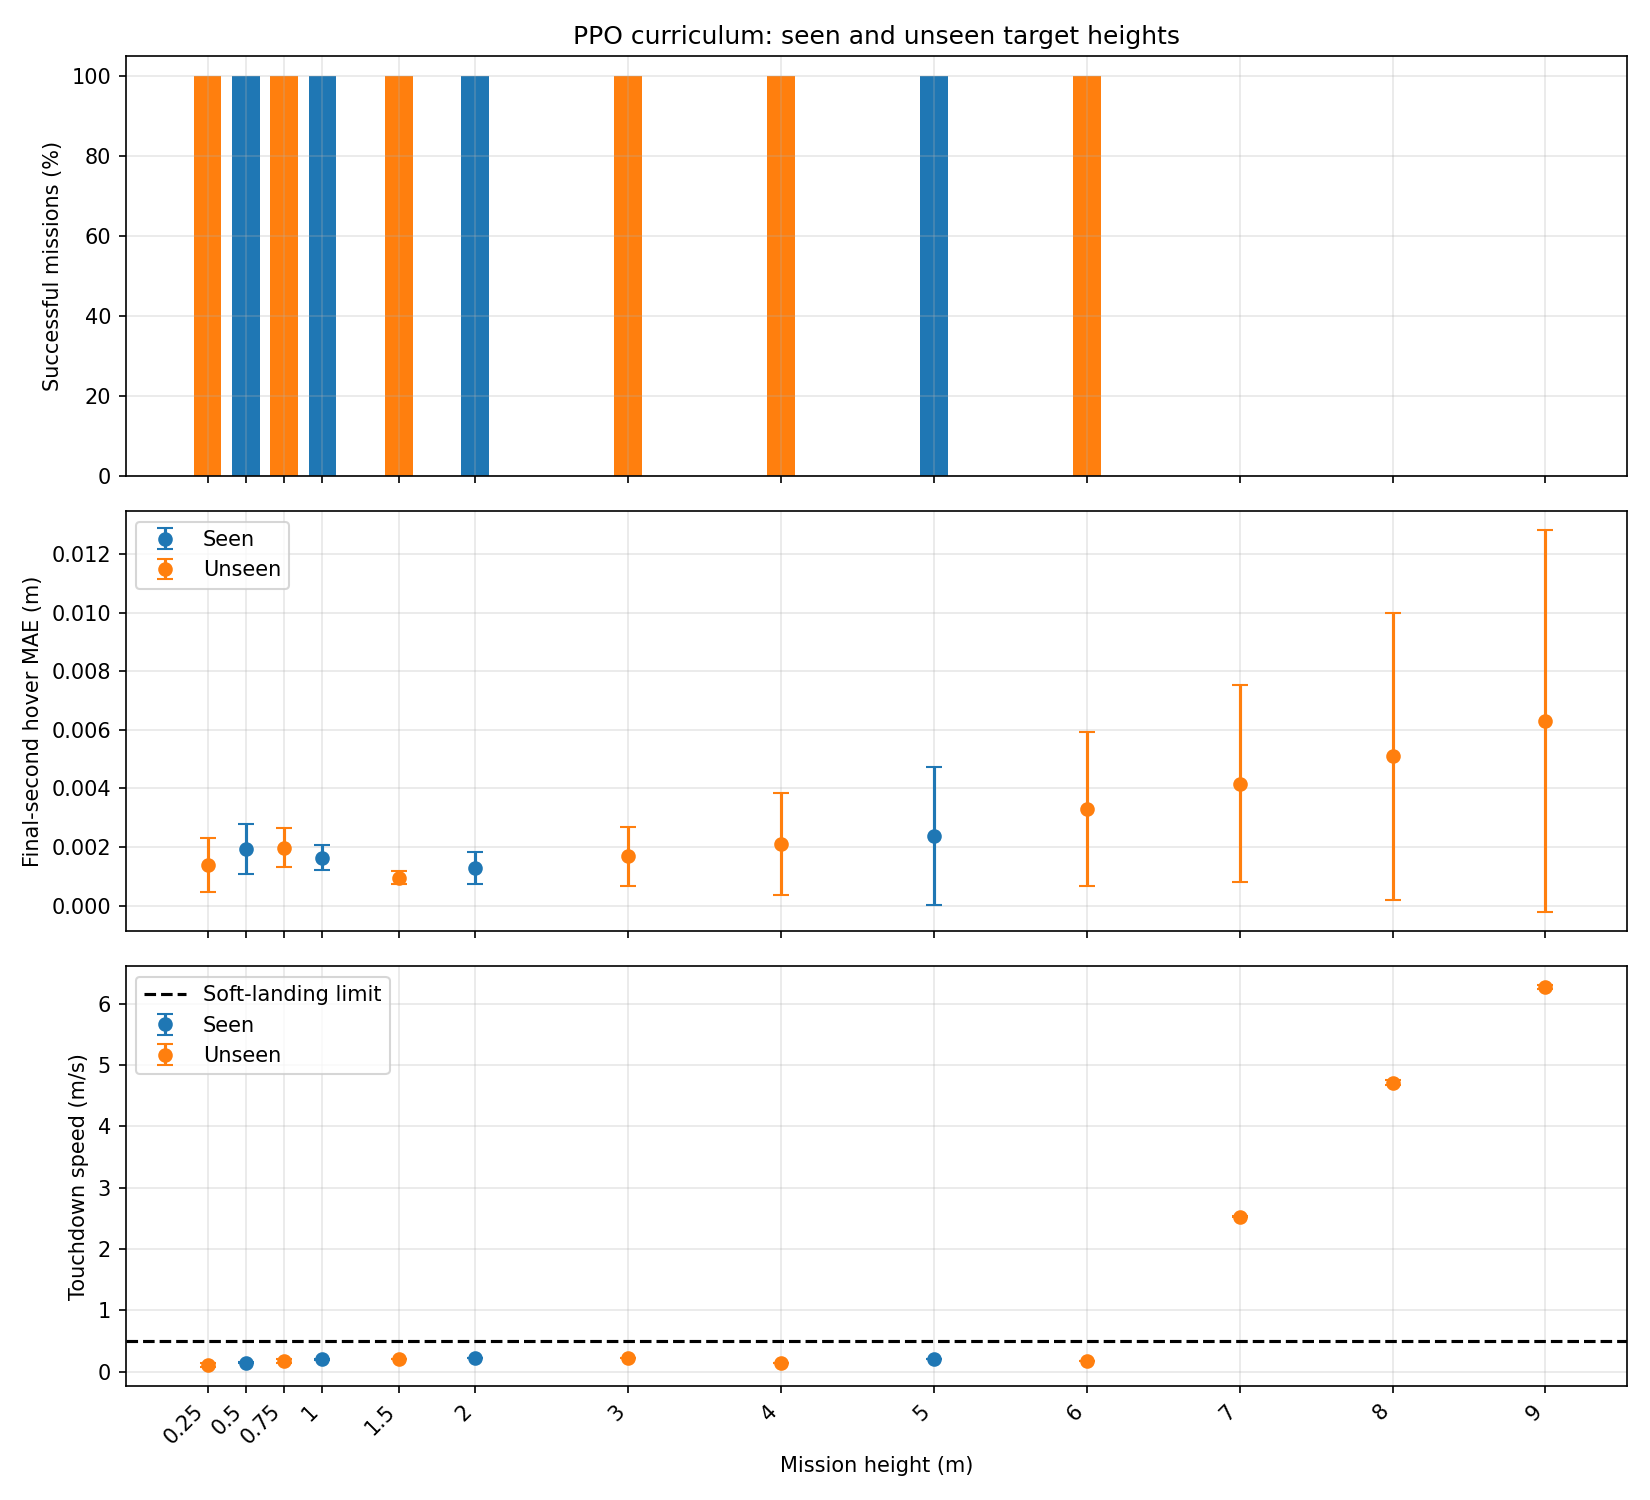 PPO curriculum: seen and unseen target heights
Successful missions (%)
100
80
60
40
20
0
Final-second hover MAE (m)
Seen
Unseen
0.012
0.010
0.008
0.006
0.004
0.002
0.000
Touchdown speed (m/s)
Soft-landing limit
Seen
Unseen
6
5
4
3
2
1
0
0.25 0.5 0.75 1 1.5 2 3 4 5 6 7 8 9
Mission height (m)